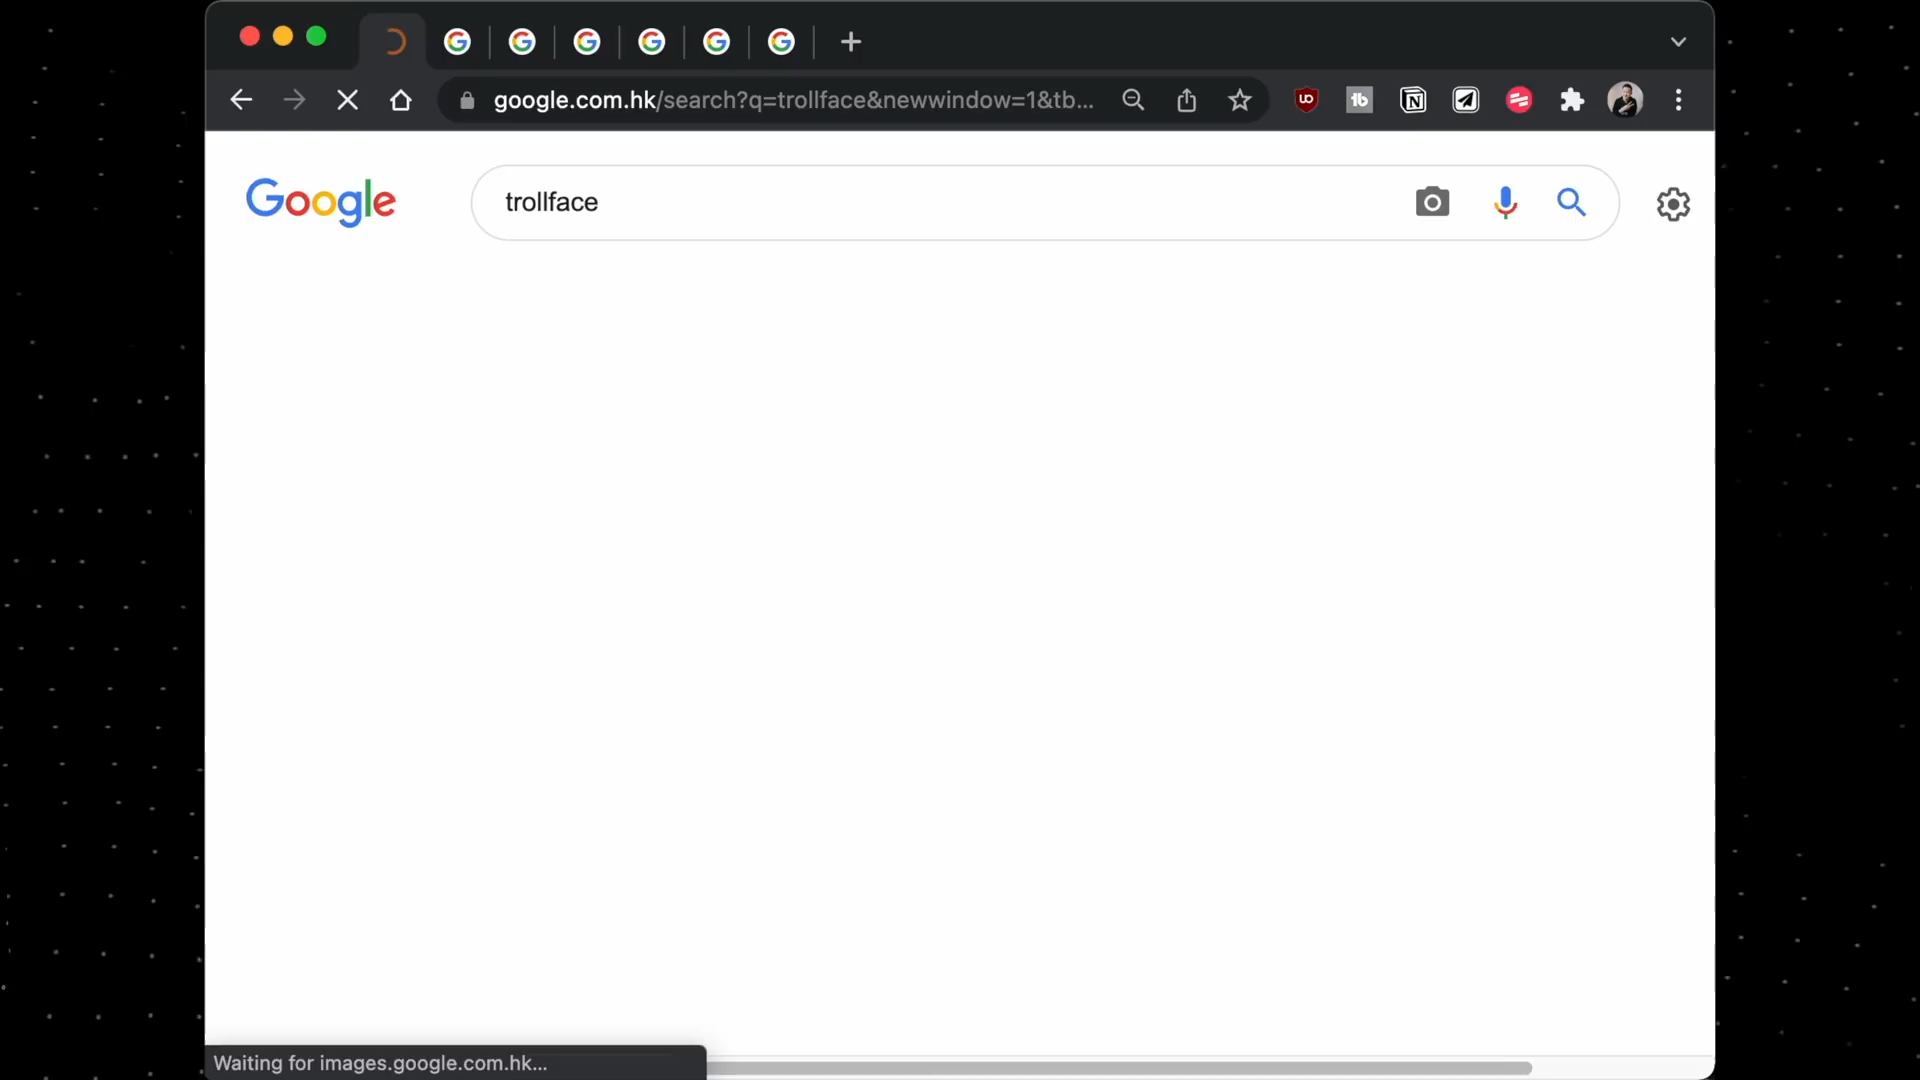 google.com.hk/search?q=trollface&newwindow=1&tb...
Google
trollface
Waiting for images.google.com.hk...